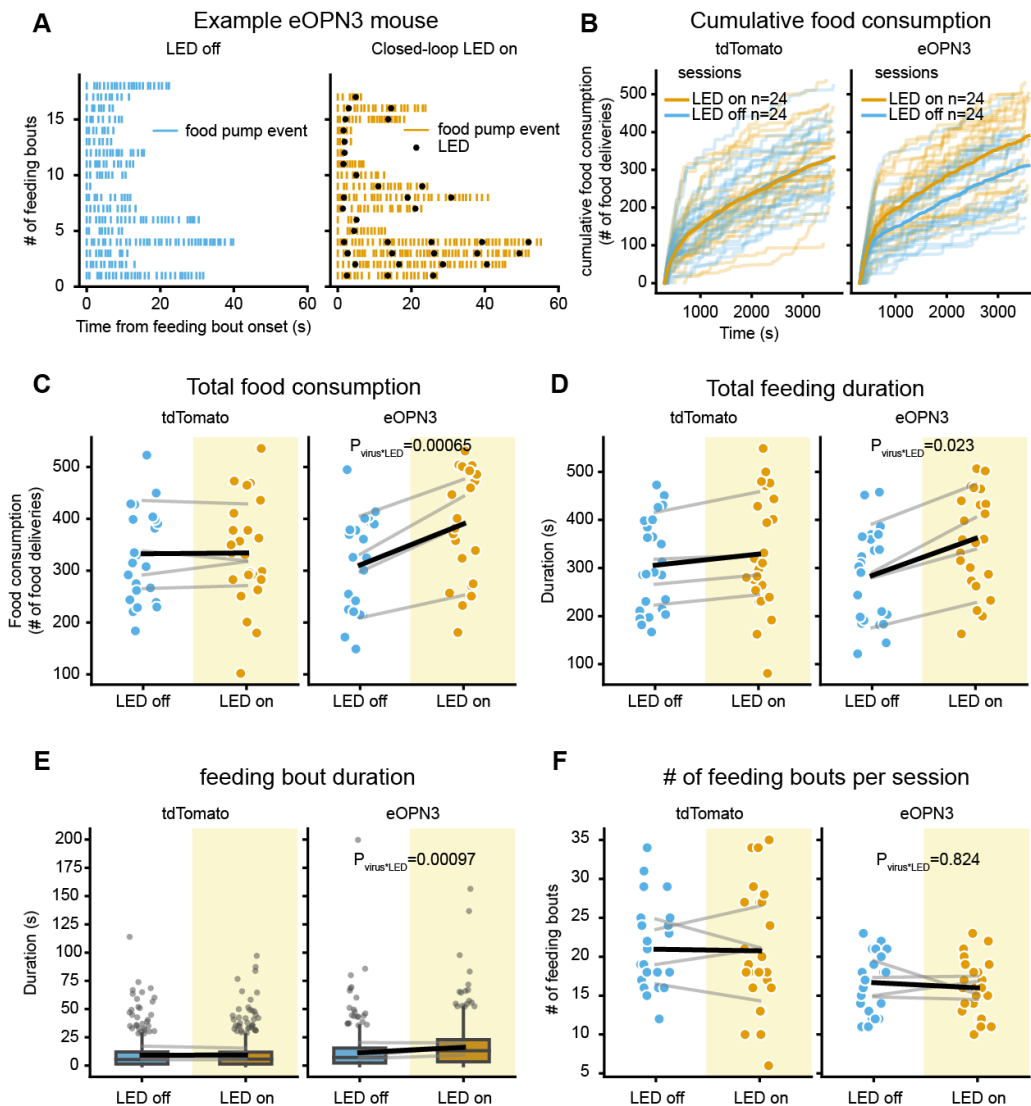 A
Example eOPN3 mouse
LED off
Closed-loop LED on
# of feeding bouts
15
10
5
0
food pump event
food pump event
LED
0
20
40
60
0
20
40
60
Time from feeding bout onset (s)
B
Cumulative food consumption
tdTomato
eOPN3
cumulative food consumption
(# of food deliveries)
500
400
300
200
100
0
sessions
LED on n=24
LED off n=24
sessions
LED on n=24
LED off n=24
1000
2000
3000
1000
2000
3000
Time (s)
C
Total food consumption
tdTomato
eOPN3
Food consumption
(# of food deliveries)
500
400
300
200
100
P virus*LED=0.00065
LED off
LED on
LED off
LED on
D
Total feeding duration
tdTomato
eOPN3
Duration (s)
500
400
300
200
100
P virus*LED=0.023
LED off
LED on
LED off
LED on
E
feeding bout duration
tdTomato
eOPN3
Duration (s)
200
175
150
125
100
75
50
25
0
P virus*LED=0.00097
LED off
LED on
LED off
LED on
F
# of feeding bouts per session
tdTomato
eOPN3
# of feeding bouts
35
30
25
20
15
10
5
P virus*LED=0.824
LED off
LED on
LED off
LED on